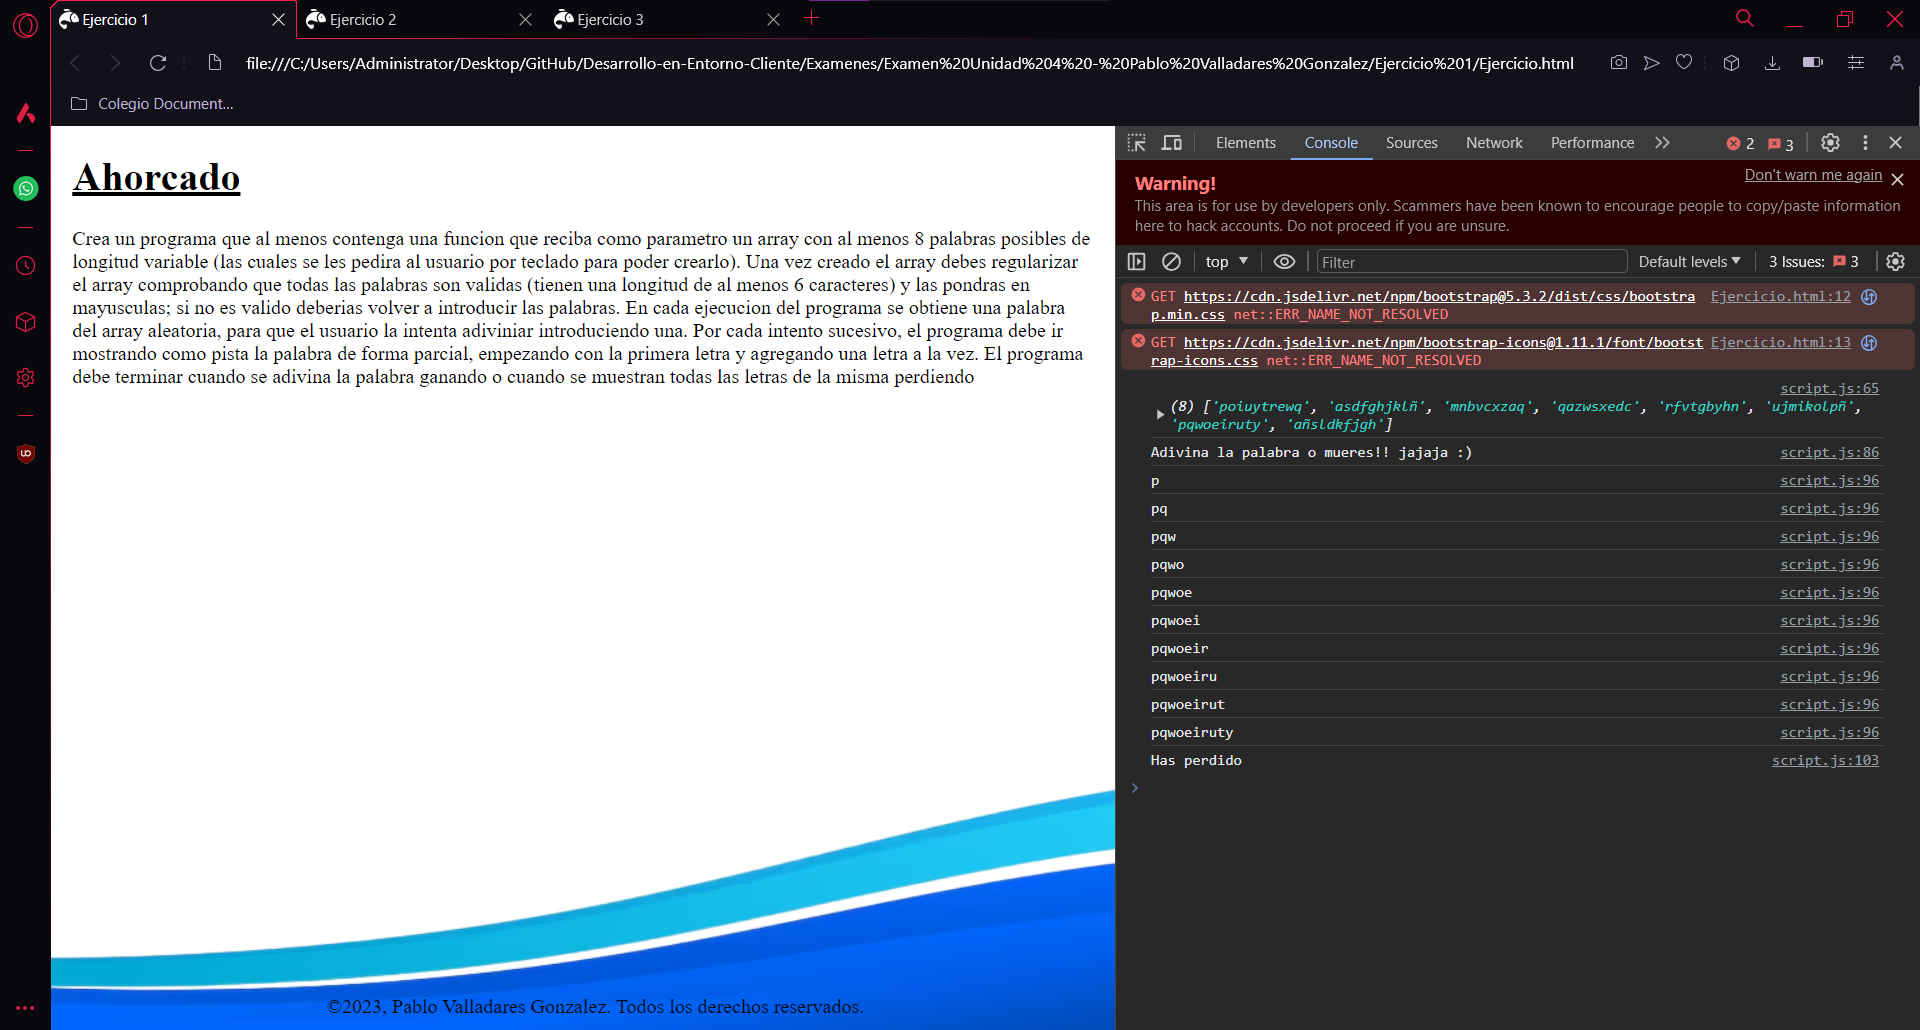 Ejercicio 1
Ejercicio 2
Ejercicio 3
file:///C:/Users/Administrator/Desktop/GitHub/Desarrollo-en-Entorno-Cliente/Examenes/Examen%20Unidad%204%20-%20Pablo%20Valladares%20Gonzalez/Ejercicio%201/Ejercicio.html
Colegio Document...
Ahorcado
Crea un programa que al menos contenga una funcion que reciba como parametro un array con al menos 8 palabras posibles de
longitud variable (las cuales se les pedira al usuario por teclado para poder crearlo). Una vez creado el array debes regularizar
el array comprobando que todas las palabras son validas (tienen una longitud de al menos 6 caracteres) y las pondras en
mayusculas; si no es valido deberias volver a introducir las palabras. En cada ejecucion del programa se obtiene una palabra
del array aleatoria, para que el usuario la intenta adiviniar introduciendo una. Por cada intento sucesivo, el programa debe ir
mostrando como pista la palabra de forma parcial, empezando con la primera letra y agregando una letra a la vez. El programa
debe terminar cuando se adivina la palabra ganando o cuando se muestran todas las letras de la misma perdiendo
©2023, Pablo Valladares Gonzalez. Todos los derechos reservados.
Elements Console Sources Network Performance 2 3
Warning! Don't warn me again
This area is for use by developers only. Scammers have been known to encourage people to copy/paste information
here to hack accounts. Do not proceed if you are unsure.
top Filter Default levels 3 Issues: 3
GET https://cdn.jsdelivr.net/npm/bootstrap@5.3.2/dist/css/bootstra Ejercicio.html:12
p.min.css net::ERR_NAME_NOT_RESOLVED
GET https://cdn.jsdelivr.net/npm/bootstrap-icons@1.11.1/font/bootst Ejercicio.html:13
rap-icons.css net::ERR_NAME_NOT_RESOLVED
script.js:65
(8) ['poiuytrewq', 'asdfghjklñ', 'mnbvcxzaq', 'qazwsxedc', 'rfvtgbyhn', 'ujmikolpñ',
'pqwoeiruty', 'añsldkfjgh']
Adivina la palabra o mueres!! jajaja :) script.js:86
p script.js:96
pq script.js:96
pqw script.js:96
pqwo script.js:96
pqwoe script.js:96
pqwoei script.js:96
pqwoeir script.js:96
pqwoeiru script.js:96
pqwoeirut script.js:96
pqwoeiruty script.js:96
Has perdido script.js:103